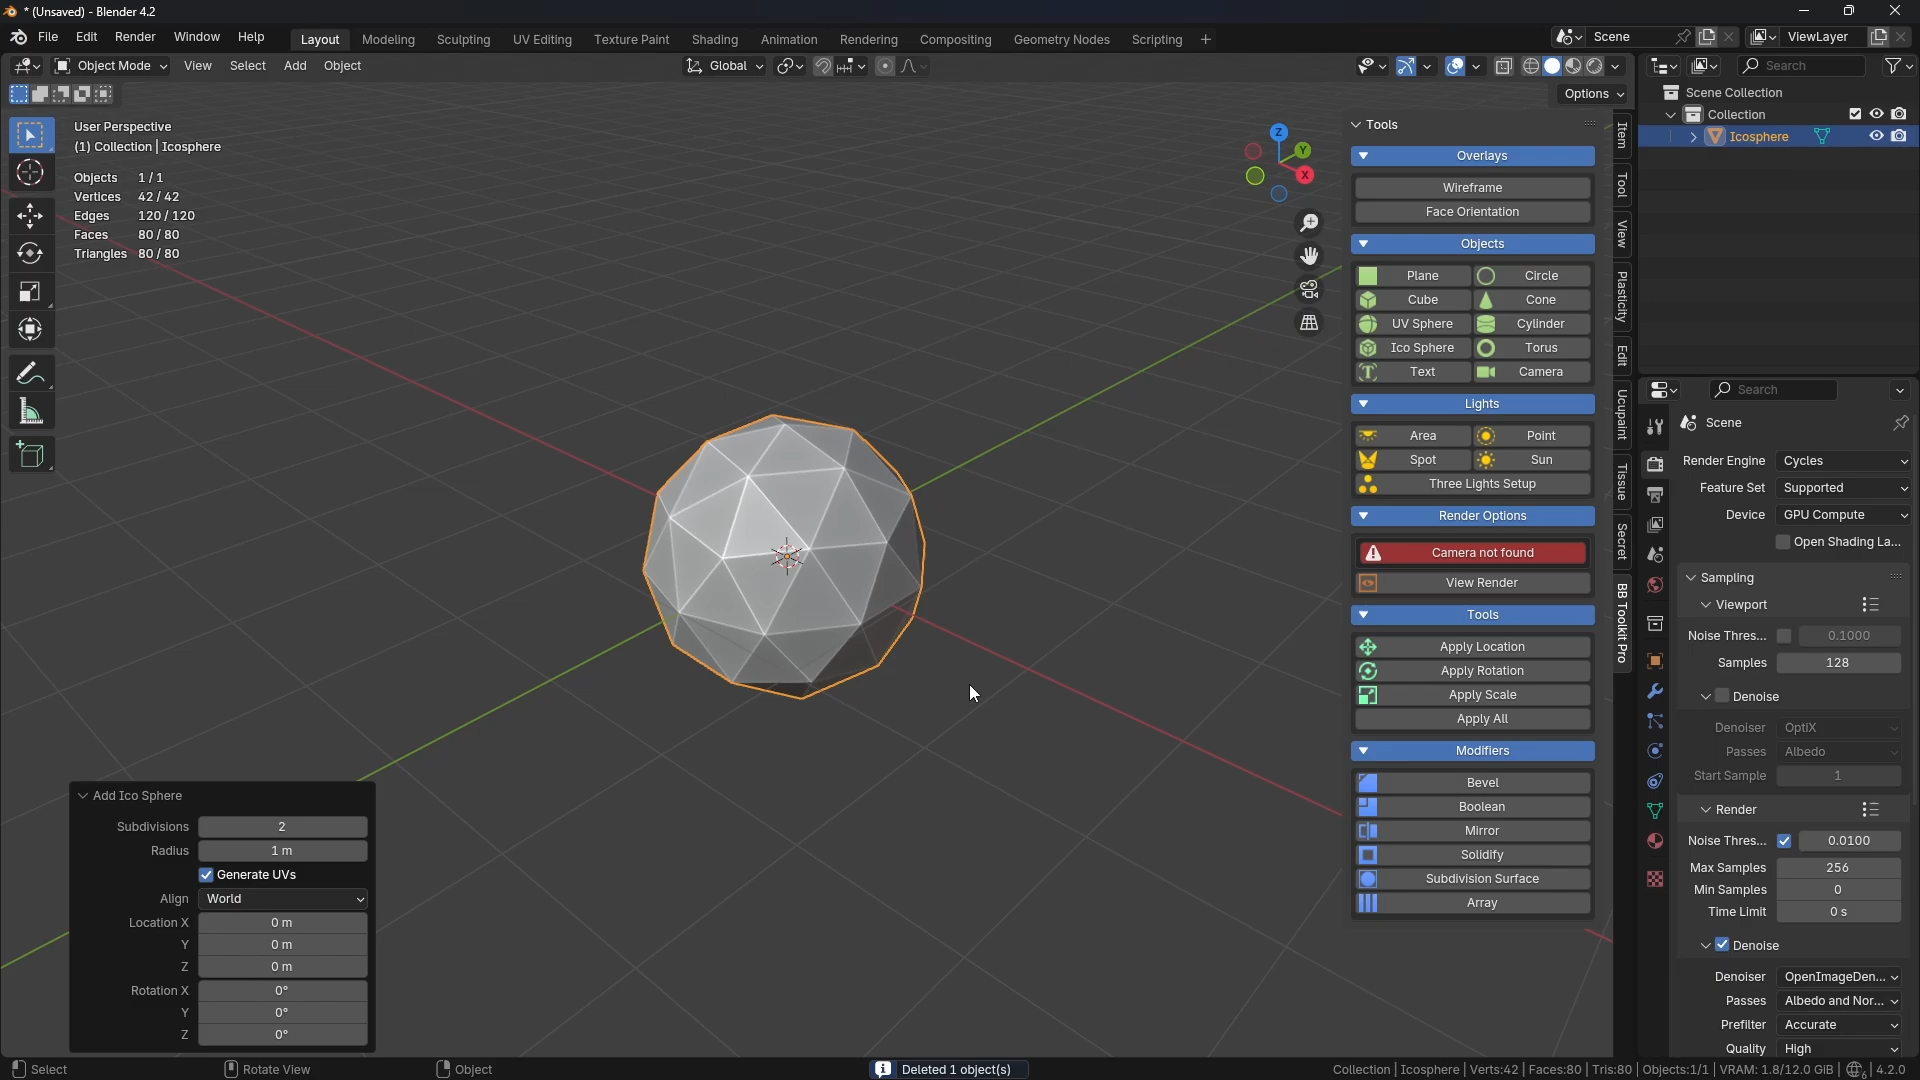 * (Unsaved) - Blender 4.2
File Edit Render Window Help Layout Modeling Sculpting UV Editing Texture Paint Shading Animation Rendering Compositing Geometry Nodes Scripting + Scene ViewLayer
Object Mode View Select Add Object Global
Options
User Perspective
(1) Collection | Icosphere
Objects 1/1
Vertices 42/42
Edges 120/120
Faces 80/80
Triangles 80/80
Z
Y
X
Tools
Overlays
Wireframe
Face Orientation
Objects
Plane Circle
Cube Cone
UV Sphere Cylinder
Ico Sphere Torus
Text Camera
Lights
Area Point
Spot Sun
Three Lights Setup
Render Options
Camera not found
View Render
Tools
Apply Location
Apply Rotation
Apply Scale
Apply All
Modifiers
Bevel
Boolean
Mirror
Solidify
Subdivision Surface
Array
Item
Tool
View
Plasticity
Edit
Ucupaint
Tissue
Secret
BB Toolkit Pro
Search
Scene Collection
Collection
Icosphere
Search
Scene
Render Engine Cycles
Feature Set Supported
Device GPU Compute
Open Shading La...
Sampling
Viewport
Noise Thres... 0.1000
Samples 128
Denoise
Denoiser OptiX
Passes Albedo
Start Sample 1
Render
Noise Thres... 0.0100
Max Samples 256
Min Samples 0
Time Limit 0 s
Denoise
Denoiser OpenImageDen...
Passes Albedo and Nor...
Prefilter Accurate
Quality High
Add Ico Sphere
Subdivisions 2
Radius 1 m
Generate UVs
Align World
Location X 0 m
Y 0 m
Z 0 m
Rotation X 0°
Y 0°
Z 0°
Select Rotate View Object Deleted 1 object(s) Collection | Icosphere | Verts:42 | Faces:80 | Tris:80 | Objects:1/1 | VRAM: 1.8/12.0 GiB | 4.2.0